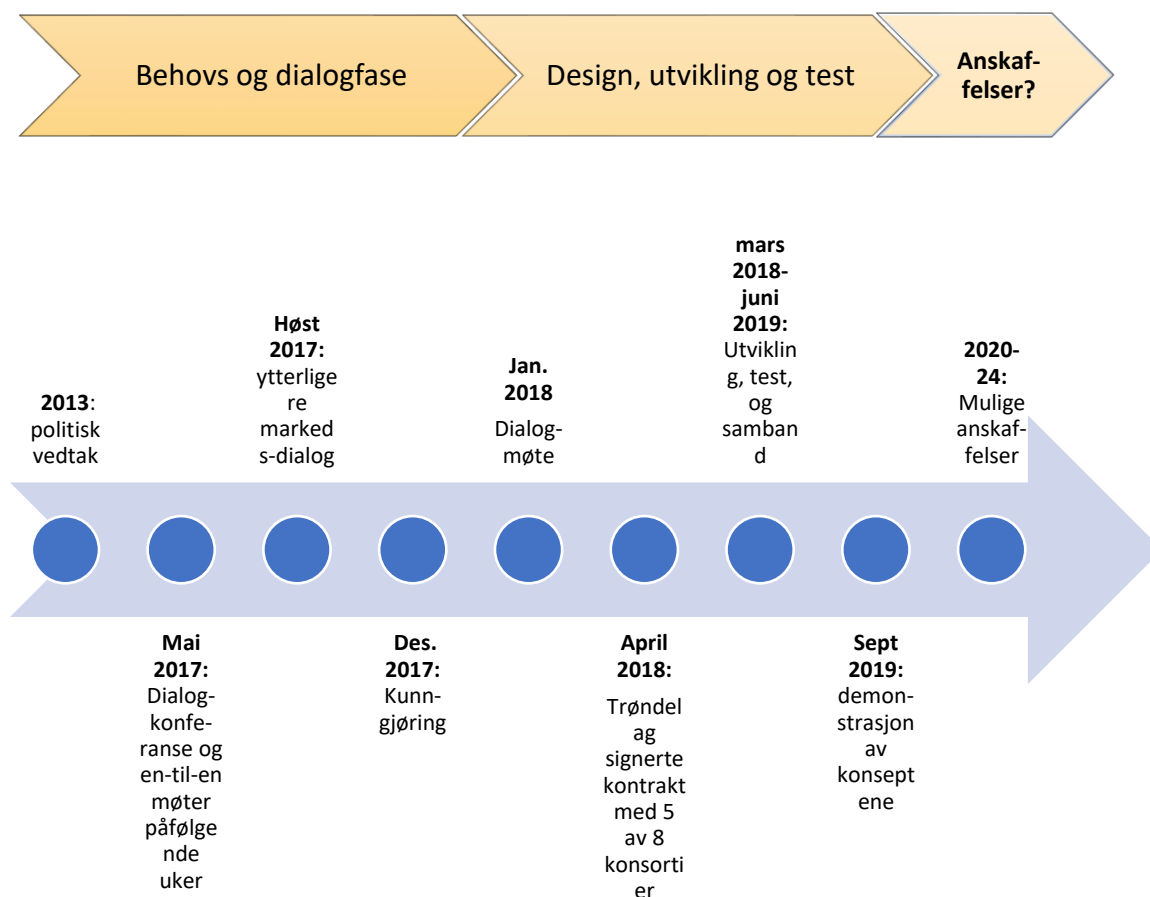 Behovs og dialogfase
Design, utvikling og test
Anskaf-
felser?
2013:
politisk
vedtak
Mai
2017:
Dialog-
konfe-
ranse og
en-til-en
møter
påfølge
nde
uker
Høst
2017:
ytterlige
re
marked
s-dialog
Des.
2017:
Kunn-
gjøring
Jan.
2018
Dialog-
møte
April
2018:
Trøndel
ag
signerte
kontrakt
med 5
av 8
konsorti
er
mars
2018-
juni
2019:
Utviklin
g, test,
og
samban
d
Sept
2019:
demon-
strasjon
av
konsept
ene
2020-
24:
Mulige
anskaf-
felser